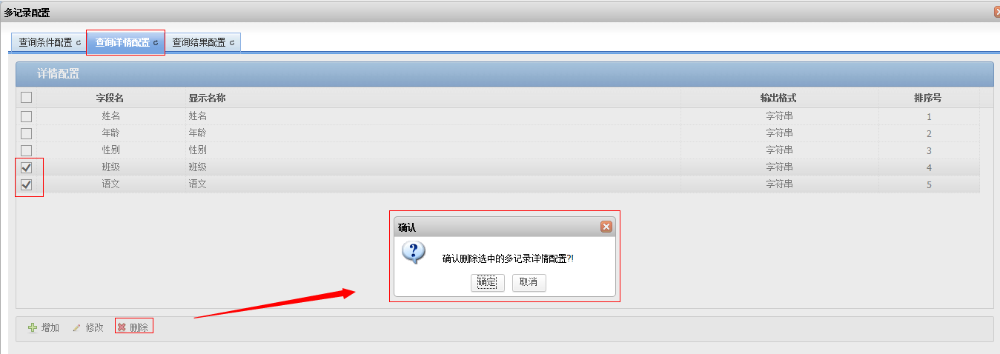 多记录配置
查询条件配置 查询详情配置 查询结果配置
详情配置
字段名 显示名称 输出格式 排序号
姓名 姓名 字符串 1
年龄 年龄 字符串 2
性别 性别 字符串 3
班级 班级 字符串 4
语文 语文 字符串 5
确认
确认删除选中的多记录详情配置?!
确定 取消
增加 修改 删除